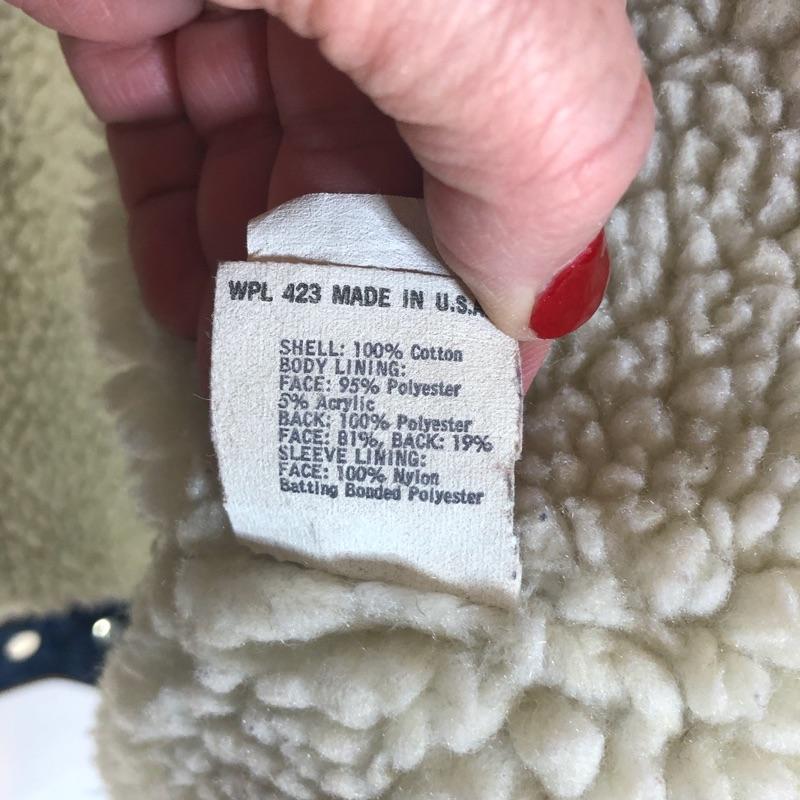 WPL 423 MADE IN U.S.A
SHELL: 100% Cotton
BODY LINING:
FACE: 95% Polyester
5% Acrylic
BACK: 100% Polyester
FACE: 81%, BACK: 19%
SLEEVE LINING:
FACE: 100% Nylon
Batting Bonded Polyester